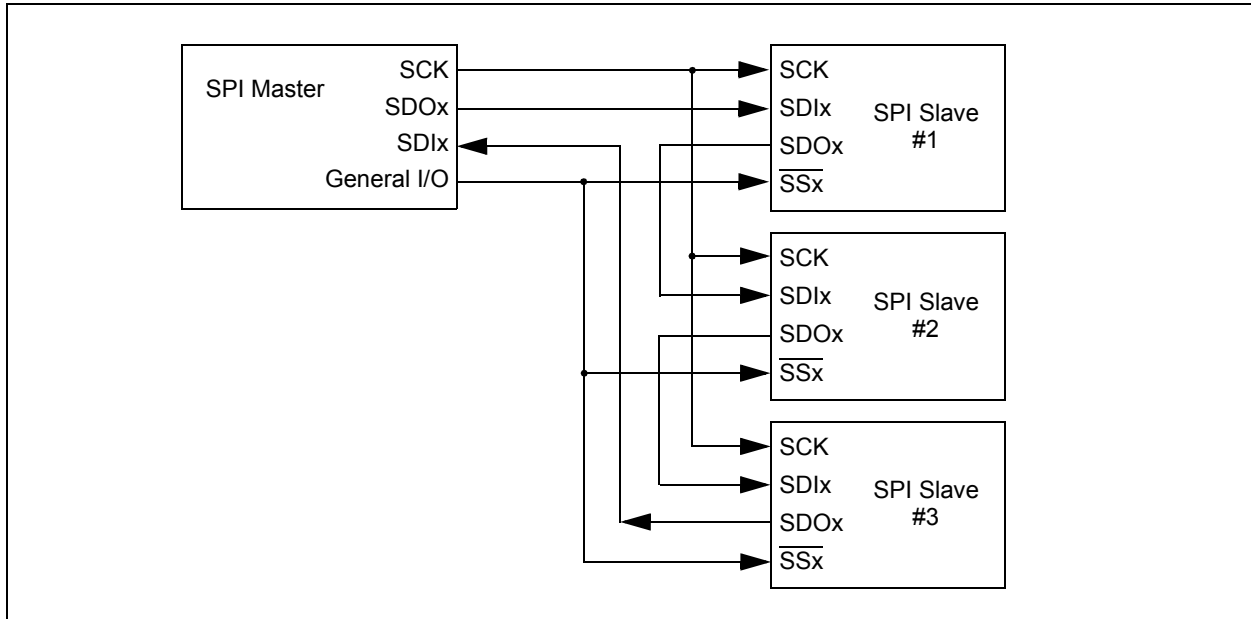 SPI Master
SCK
SDOx
SDIx
General I/O
SCK
SDIx
SDOx
SSx
SPI Slave
#1
SCK
SDIx
SDOx
SSx
SPI Slave
#2
SCK
SDIx
SDOx
SSx
SPI Slave
#3